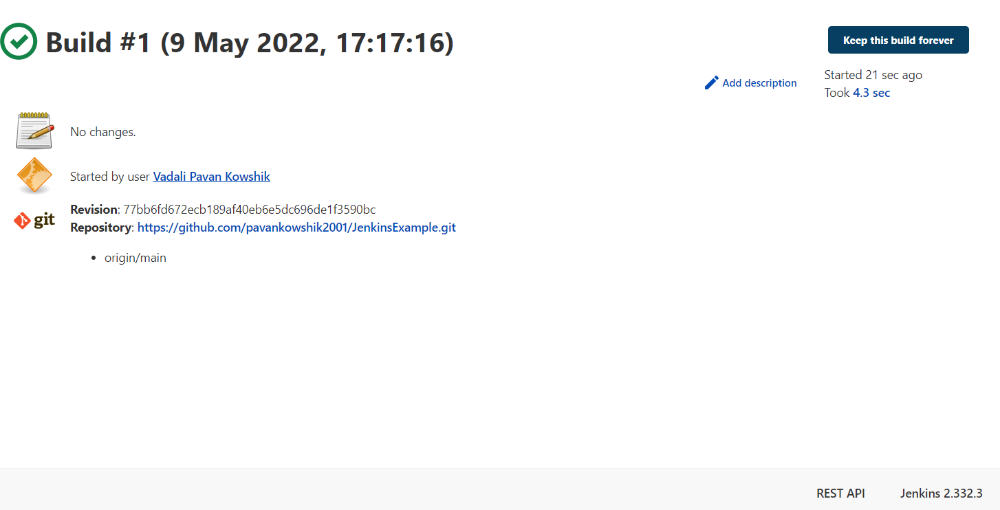 Build #1 (9 May 2022, 17:17:16)
Keep this build forever
Add description
Started 21 sec ago
Took 4.3 sec
No changes.
Started by user Vadali Pavan Kowshik
git
Revision: 77bb6fd672ecb189af40eb6e5dc696de1f3590bc
Repository: https://github.com/pavankowshik2001/JenkinsExample.git
• origin/main
REST API
Jenkins 2.332.3